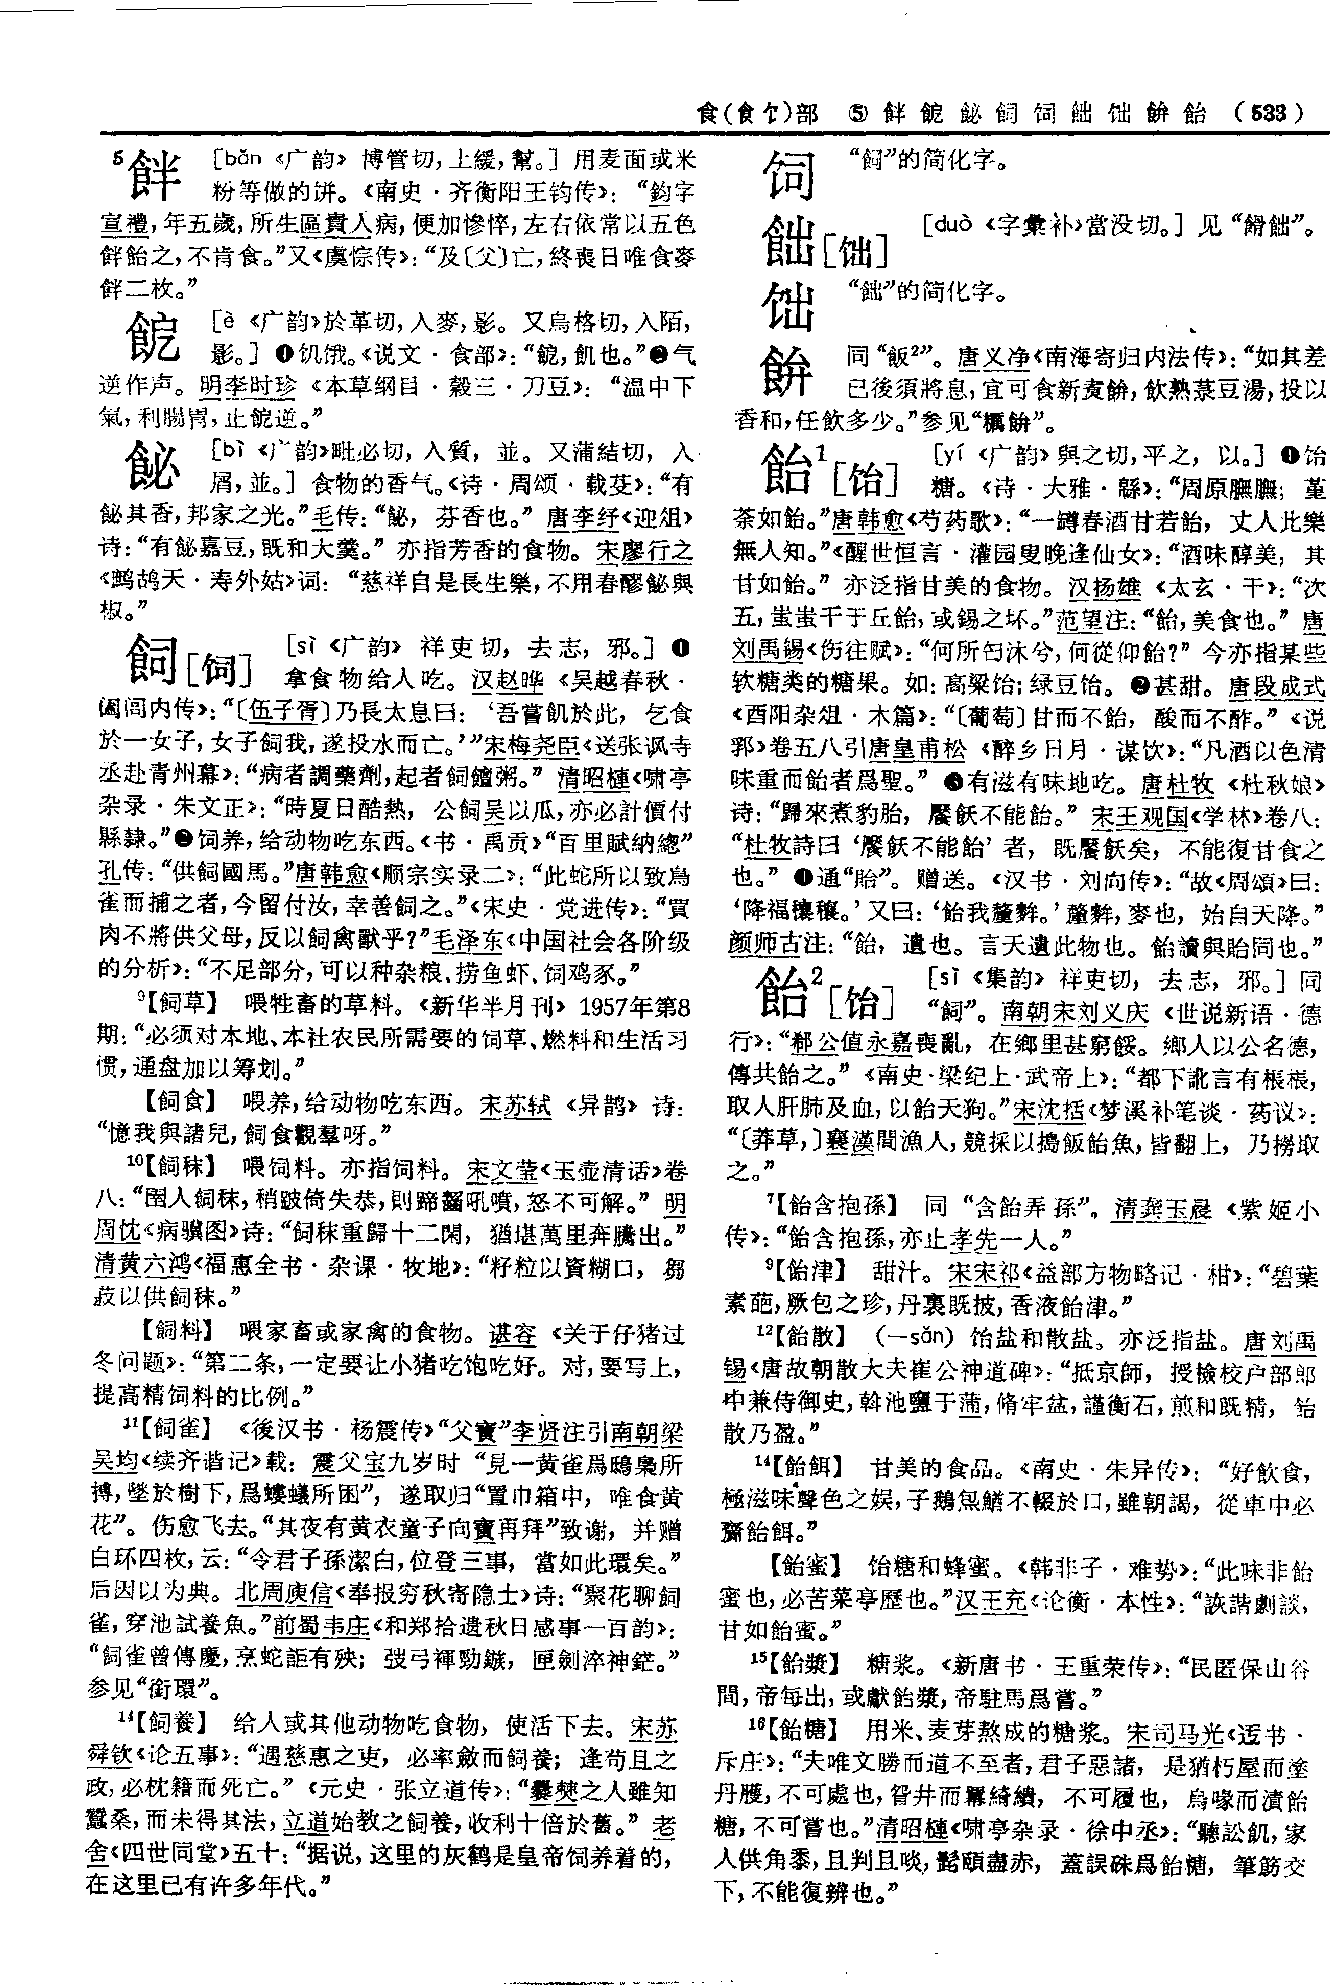 食(食饣)部 ⑤ 餅 䬵 飶 飼 饲 飿 饳 餅 飴 (533)
5䬳 [bǎn《广韵》博管切,上緩,幫。]用麦面或米
粉等做的饼。《南史·齐衡阳王钧传》:“鈞字
宣禮,年五歲,所生區貴人病,便加慘悴,左右依常以五色
䬳飴之,不肯食。”又《虞悰传》:“及〔父〕亡,終喪日唯食麥
䬳二枚。”
䬵 [è《广韵》於革切,入麥,影。又烏格切,入陌,
影。]❶饥饿。《说文·食部》:“䬵,飢也。”❷气
逆作声。明李时珍《本草纲目·穀三·刀豆》:“温中下
氣,利腸胃,止䬵逆。”
飶 [bì《广韵》毗必切,入質,並。又蒲結切,入
屑,並。]食物的香气。《诗·周颂·载芟》:“有
飶其香,邦家之光。”毛传:“飶,芬香也。”唐李纾《迎俎》
诗:“有飶嘉豆,既和大羹。”亦指芳香的食物。宋廖行之
《鹧鸪天·寿外姑》词:“慈祥自是長生樂,不用春醪飶與
椒。”
飼[饲] [sì《广韵》祥吏切,去志,邪。]❶
拿食物给人吃。汉赵晔《吴越春秋·
阖闾内传》:“〔伍子胥〕乃長太息曰:‘吾嘗飢於此,乞食
於一女子,女子飼我,遂投水而亡。’”宋梅尧臣《送张讽寺
丞赴青州幕》:“病者調藥劑,起者飼饘粥。”清昭槤《啸亭
杂录·朱文正》:“時夏日酷熱,公飼吴以瓜,亦必計價付
縣隸。”❷饲养,给动物吃东西。《书·禹贡》“百里賦納總”
孔传:“供飼國馬。”唐韩愈《顺宗实录二》:“此蛇所以致鳥
雀而捕之者,今留付汝,幸善飼之。”《宋史·党进传》:“買
肉不將供父母,反以飼禽獸乎?”毛泽东《中国社会各阶级
的分析》:“不足部分,可以种杂粮、捞鱼虾、饲鸡豕。”
9【飼草】 喂牲畜的草料。《新华半月刊》1957年第8
期:“必须对本地、本社农民所需要的饲草、燃料和生活习
惯,通盘加以筹划。”
【飼食】 喂养,给动物吃东西。宋苏轼《异鹊》诗:
“憶我與諸兒,飼食觀羣呀。”
10【飼秣】 喂饲料。亦指饲料。宋文莹《玉壶清话》卷
八:“圉人飼秣,稍跛倚失恭,則蹄齧吼噴,怒不可解。”明
周忱《病骥图》诗:“飼秣重歸十二閑,猶堪萬里奔騰出。”
清黄六鸿《福惠全书·杂课·牧地》:“籽粒以資糊口,芻
菽以供飼秣。”
【飼料】 喂家畜或家禽的食物。谌容《关于仔猪过
冬问题》:“第二条,一定要让小猪吃饱吃好。对,要写上,
提高精饲料的比例。”
11【飼雀】 《後汉书·杨震传》“父寶”李贤注引南朝梁
吴均《续齐谐记》载:震父宝九岁时“見一黄雀爲鴟梟所
搏,墜於樹下,爲螻蟻所困”,遂取归“置巾箱中,唯食黄
花”。伤愈飞去。“其夜有黄衣童子向寶再拜”致谢,并赠
白环四枚,云:“令君子孫潔白,位登三事,當如此環矣。”
后因以为典。北周庾信《奉报穷秋寄隐士》诗:“聚花聊飼
雀,穿池試養魚。”前蜀韦庄《和郑拾遗秋日感事一百韵》:
“飼雀曾傳慶,烹蛇詎有殃;弢弓揮勁鏃,匣劍淬神鋩。”
参见“銜環”。
14【飼養】 给人或其他动物吃食物,使活下去。宋苏
舜钦《论五事》:“遇慈惠之吏,必率斂而飼養;逢苟且之
政,必枕籍而死亡。”《元史·张立道传》:“爨僰之人雖知
蠶桑,而未得其法,立道始教之飼養,收利十倍於舊。”老
舍《四世同堂》五十:“据说,这里的灰鹤是皇帝饲养着的,
在这里已有许多年代。”
饲 “飼”的简化字。
飿[饳] [duò《字彙补》當没切。]见“餶飿”。
饳 “飿”的简化字。
餅 同“飯2”。唐义净《南海寄归内法传》:“如其差
已後須將息,宜可食新煮餅,飲熟菉豆湯,投以
香和,任飲多少。”参见“糲餅”。
飴1[饴] [yí《广韵》與之切,平之,以。]❶饴
糖。《诗·大雅·緜》:“周原膴膴,堇
荼如飴。”唐韩愈《芍药歌》:“一罇春酒甘若飴,丈人此樂
無人知。”《醒世恒言·灌园叟晚逢仙女》:“酒味醇美,其
甘如飴。”亦泛指甘美的食物。汉扬雄《太玄·干》:“次
五,蚩蚩干于丘飴,或錫之坏。”范望注:“飴,美食也。”唐
刘禹锡《伤往赋》:“何所匄沐兮,何從仰飴?”今亦指某些
软糖类的糖果。如:高粱饴;绿豆饴。❷甚甜。唐段成式
《酉阳杂俎·木篇》:“〔葡萄〕甘而不飴,酸而不酢。”《说
郛》卷五八引唐皇甫松《醉乡日月·谋饮》:“凡酒以色清
味重而飴者爲聖。”❸有滋有味地吃。唐杜牧《杜秋娘》
诗:“歸來煮豹胎,饜飫不能飴。”宋王观国《学林》卷八:
“杜牧詩曰‘饜飫不能飴’者,既饜飫矣,不能復甘食之
也。”❹通“貽”。赠送。《汉书·刘向传》:“故《周頌》曰:
‘降福穰穰。’又曰:‘飴我釐麰。’釐麰,麥也,始自天降。”
颜师古注:“飴,遺也。言天遺此物也。飴讀與貽同也。”
飴2[饴] [sì《集韵》祥吏切,去志,邪。]同
“飼”。南朝宋刘义庆《世说新语·德
行》:“郗公值永嘉喪亂,在鄉里甚窮餒。鄉人以公名德,
傳共飴之。”《南史·梁纪上·武帝上》:“都下訛言有棖棖,
取人肝肺及血,以飴天狗。”宋沈括《梦溪补笔谈·药议》:
“〔莽草,〕襄漢間漁人,競採以搗飯飴魚,皆翻上,乃撈取
之。”
7【飴含抱孫】 同“含飴弄孫”。清龚玉晨《紫姬小
传》:“飴含抱孫,亦止孝先一人。”
9【飴津】 甜汁。宋宋祁《益部方物略记·柑》:“碧葉
素葩,厥包之珍,丹裏既披,香液飴津。”
12【飴散】 (—sǎn)饴盐和散盐。亦泛指盐。唐刘禹
锡《唐故朝散大夫崔公神道碑》:“抵京師,授檢校户部郎
中兼侍御史,斡池鹽于蒲,脩牢盆,謹衡石,煎和既精,飴
散乃盈。”
14【飴餌】 甘美的食品。《南史·朱异传》:“好飲食,
極滋味聲色之娱,子鵝炰鰌不輟於口,雖朝謁,從車中必
齎飴餌。”
【飴蜜】 饴糖和蜂蜜。《韩非子·难势》:“此味非飴
蜜也,必苦菜亭歷也。”汉王充《论衡·本性》:“詼諧劇談,
甘如飴蜜。”
15【飴漿】 糖浆。《新唐书·王重荣传》:“民匿保山谷
間,帝每出,或獻飴漿,帝駐馬爲嘗。”
16【飴糖】 用米、麦芽熬成的糖浆。宋司马光《迃书·
斥庄》:“夫唯文勝而道不至者,君子惡諸,是猶朽屋而塗
丹雘,不可處也,眢井而羃綺繢,不可履也,烏喙而漬飴
糖,不可嘗也。”清昭槤《啸亭杂录·徐中丞》:“聽訟飢,家
人供角黍,且判且啖,髭頤盡赤,蓋誤硃爲飴糖,筆筯交
下,不能復辨也。”